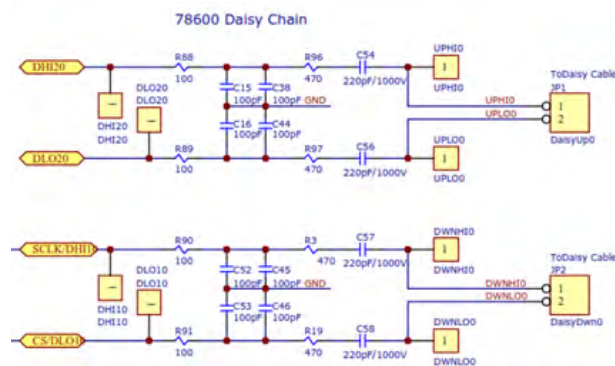 78600 Daisy Chain
DHI20
R88
100
R96
470
C54
220pF/1000V
UPHI0
1
UPHI0
DHI20
DHI20
DLO20
DLO20
C15
100pF
C38
100pF
GND
C16
100pF
C44
100pF
UPHI0
UPLO0
ToDaisy Cable
JP1
1
2
DaisyUp0
DLO20
R89
100
R97
470
C56
220pF/1000V
UPLO0
1
UPLO0
SCLK/DHI1
R90
100
R3
470
C57
220pF/1000V
DWNHI0
1
DWNHI0
DHI10
DHI10
DLO10
DLO10
C52
100pF
C45
100pF
GND
C53
100pF
C46
100pF
DWNHI0
DWNLO0
ToDaisy Cable
JP2
1
2
DaisyDwn0
CS/DLO1
R91
100
R19
470
C58
220pF/1000V
DWNLO0
1
DWNLO0